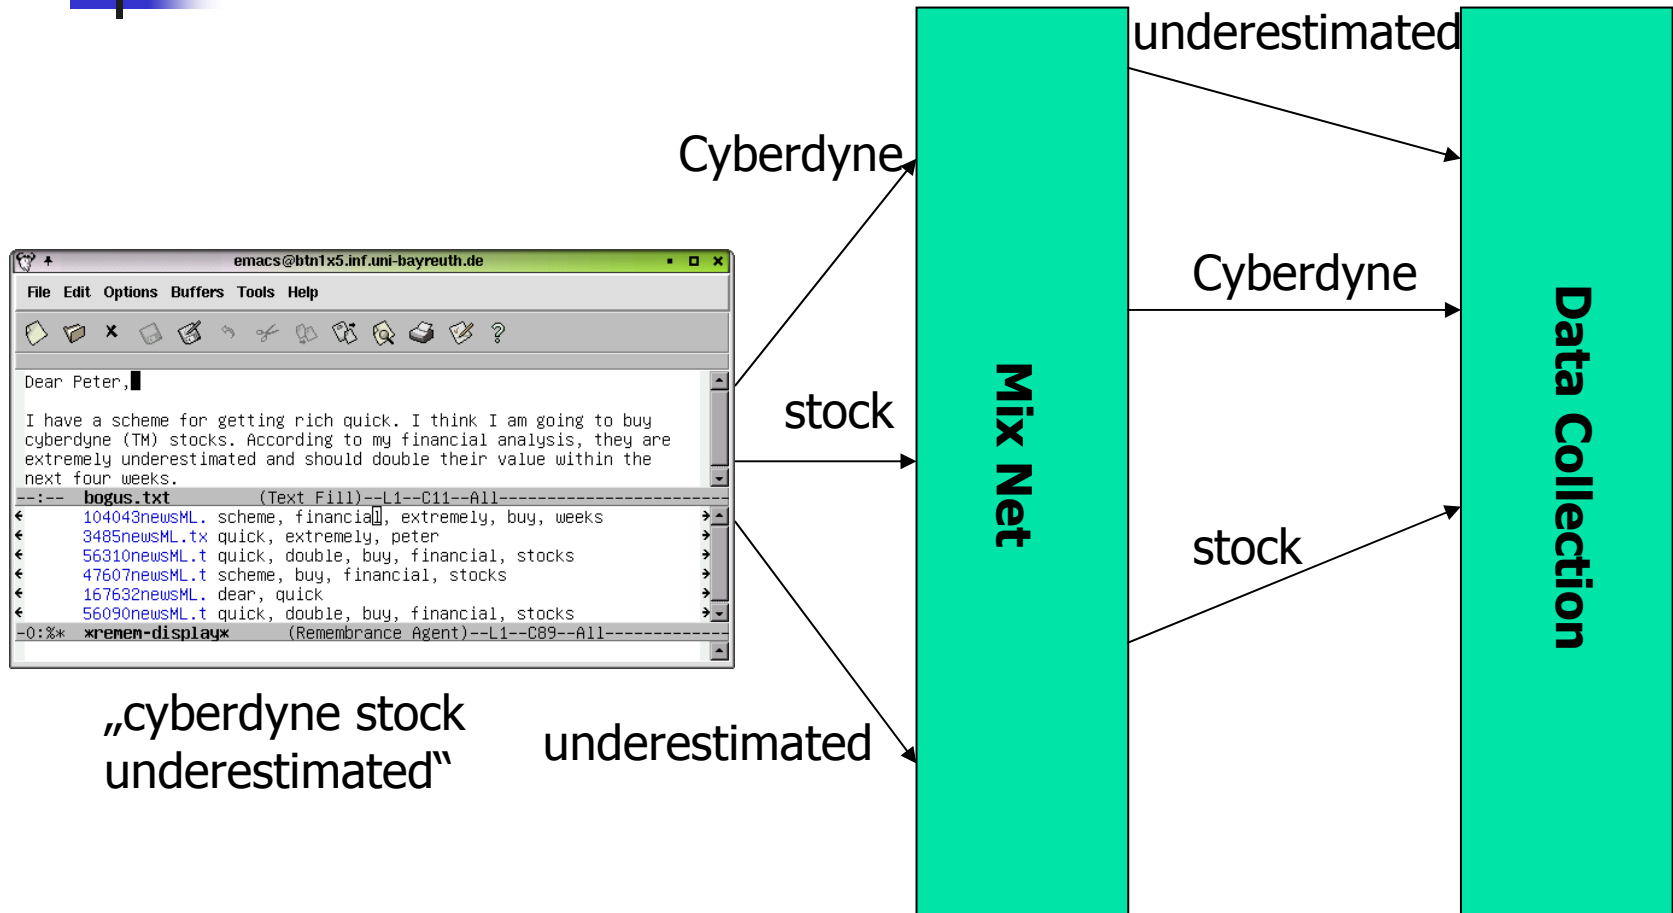 underestimated
Cyberdyne
Cyberdyne
stock
stock
underestimated
Mix Net
Data Collection
emacs@btn1x5.inf.uni-bayreuth.de
File Edit Options Buffers Tools Help
Dear Peter,
I have a scheme for getting rich quick. I think I am going to buy
cyberdyne (TM) stocks. According to my financial analysis, they are
extremely underestimated and should double their value within the
next four weeks.
--:-- bogus.txt (Text Fill)--L1--C11--All-----------------------
104043newsML. scheme, financial, extremely, buy, weeks
3485newsML.tx quick, extremely, peter
56310newsML.t quick, double, buy, financial, stocks
47607newsML.t scheme, buy, financial, stocks
167632newsML. dear, quick
56090newsML.t quick, double, buy, financial, stocks
-0:%* *remem-display* (Remembrance Agent)--L1--C89--All-------------
„cyberdyne stock
underestimated“